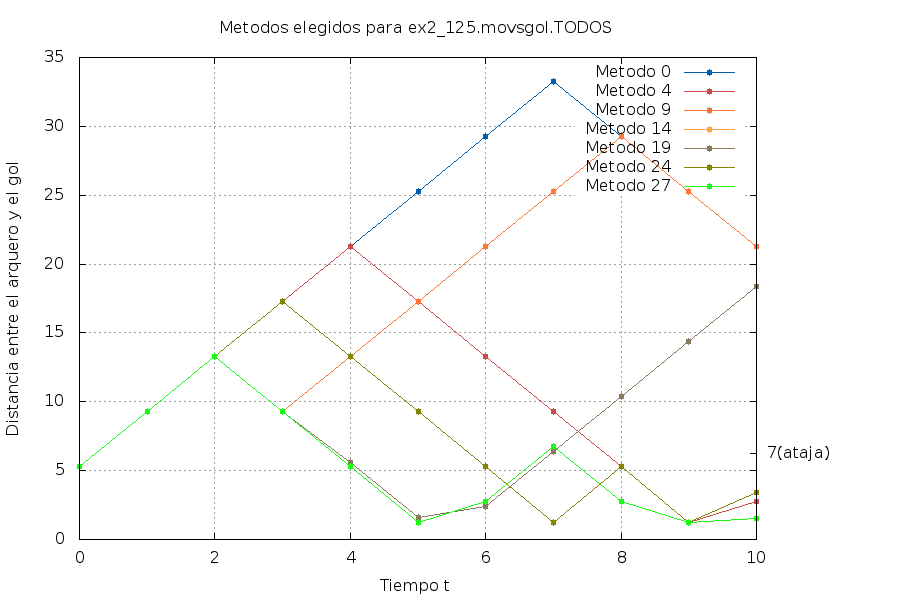 Metodos elegidos para ex2_125.movsgol.TODOS
Distancia entre el arquero y el gol
35
30
25
20
15
10
5
0
Metodo 0
Metodo 4
Metodo 9
Metodo 14
Metodo 19
Metodo 24
Metodo 27
7(ataja)
0 2 4 6 8 10
Tiempo t